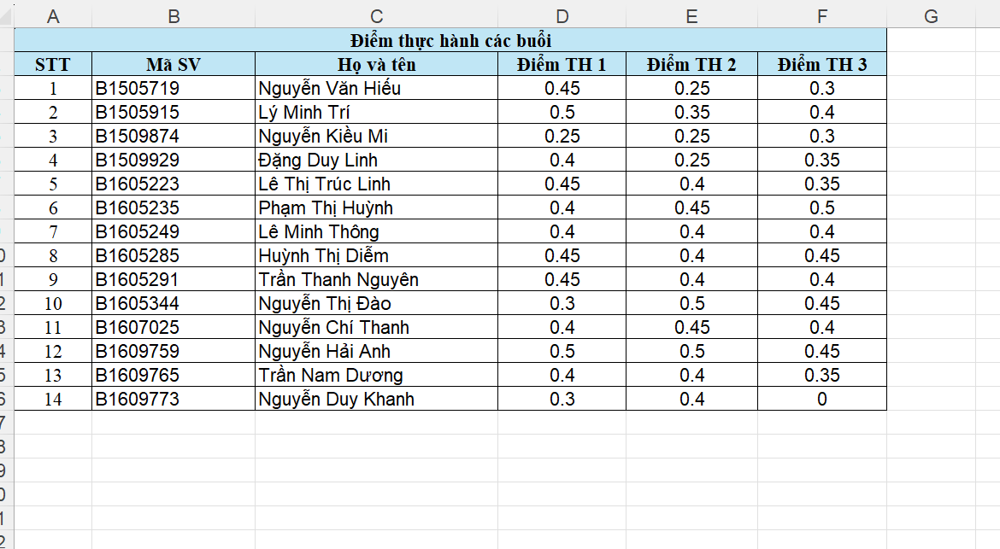 A B C D E F G
Điểm thực hành các buổi
STT Mã SV Họ và tên Điểm TH 1 Điểm TH 2 Điểm TH 3
1 B1505719 Nguyễn Văn Hiếu 0.45 0.25 0.3
2 B1505915 Lý Minh Trí 0.5 0.35 0.4
3 B1509874 Nguyễn Kiều Mi 0.25 0.25 0.3
4 B1509929 Đặng Duy Linh 0.4 0.25 0.35
5 B1605223 Lê Thị Trúc Linh 0.45 0.4 0.35
6 B1605235 Phạm Thị Huỳnh 0.4 0.45 0.5
7 B1605249 Lê Minh Thông 0.4 0.4 0.4
8 B1605285 Huỳnh Thị Diễm 0.45 0.4 0.45
9 B1605291 Trần Thanh Nguyên 0.45 0.4 0.4
10 B1605344 Nguyễn Thị Đào 0.3 0.5 0.45
11 B1607025 Nguyễn Chí Thanh 0.4 0.45 0.4
12 B1609759 Nguyễn Hải Anh 0.5 0.5 0.45
13 B1609765 Trần Nam Dương 0.4 0.4 0.35
14 B1609773 Nguyễn Duy Khanh 0.3 0.4 0